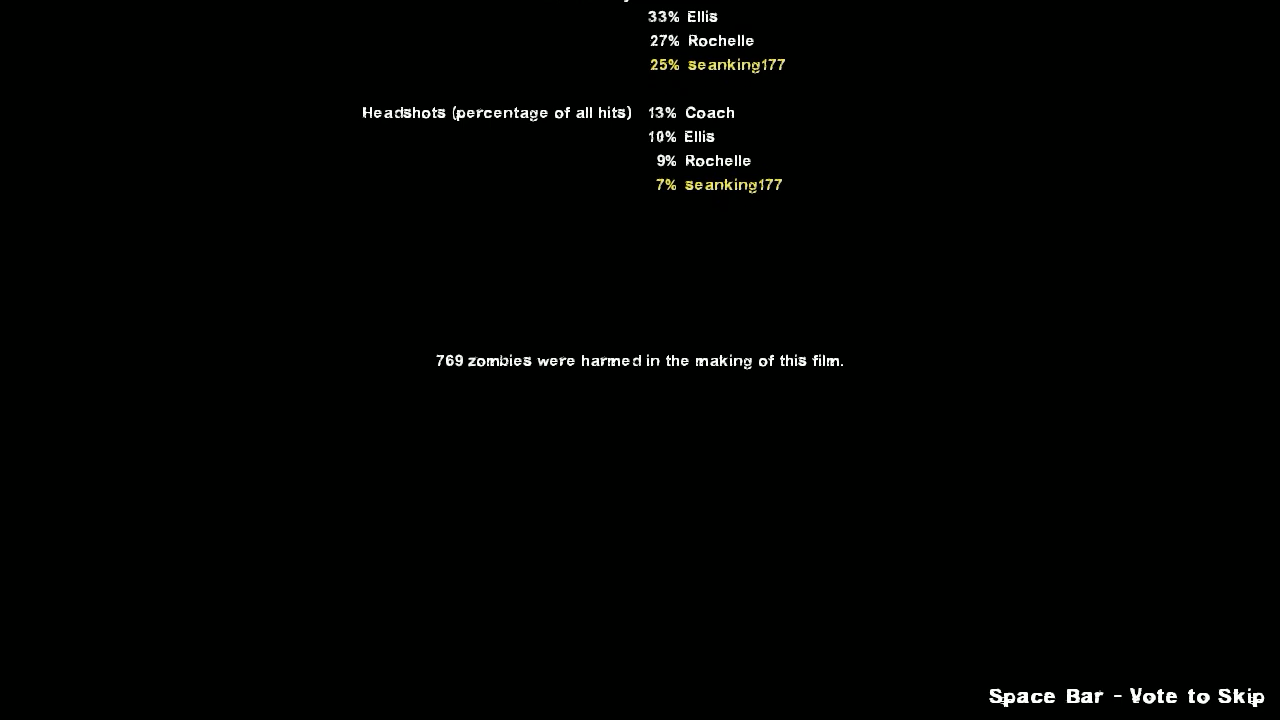 33% Ellis
27% Rochelle
25% seanking177
Headshots (percentage of all hits) 13% Coach
10% Ellis
9% Rochelle
7% seanking177
769 zombies were harmed in the making of this film.
Space Bar - Vote to Skip